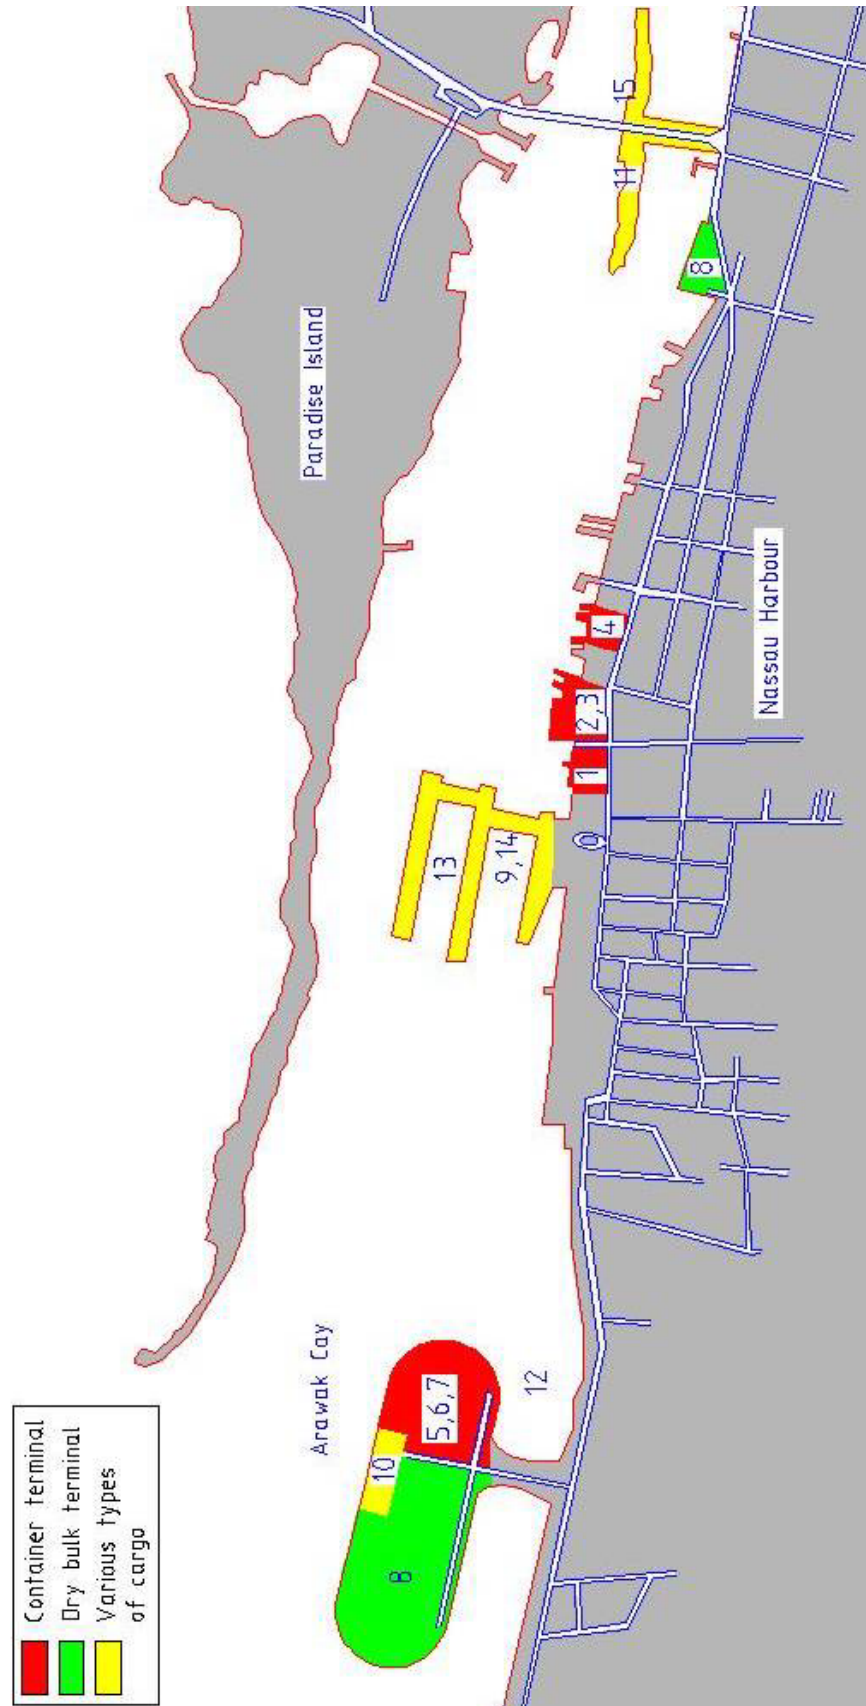 Container terminal
Dry bulk terminal
Various types
of cargo
Arawak Cay
Paradise Island
Nassau Harbour
8
10
5,6,7
12
13
9,14
1
2,3
4
8
11
15